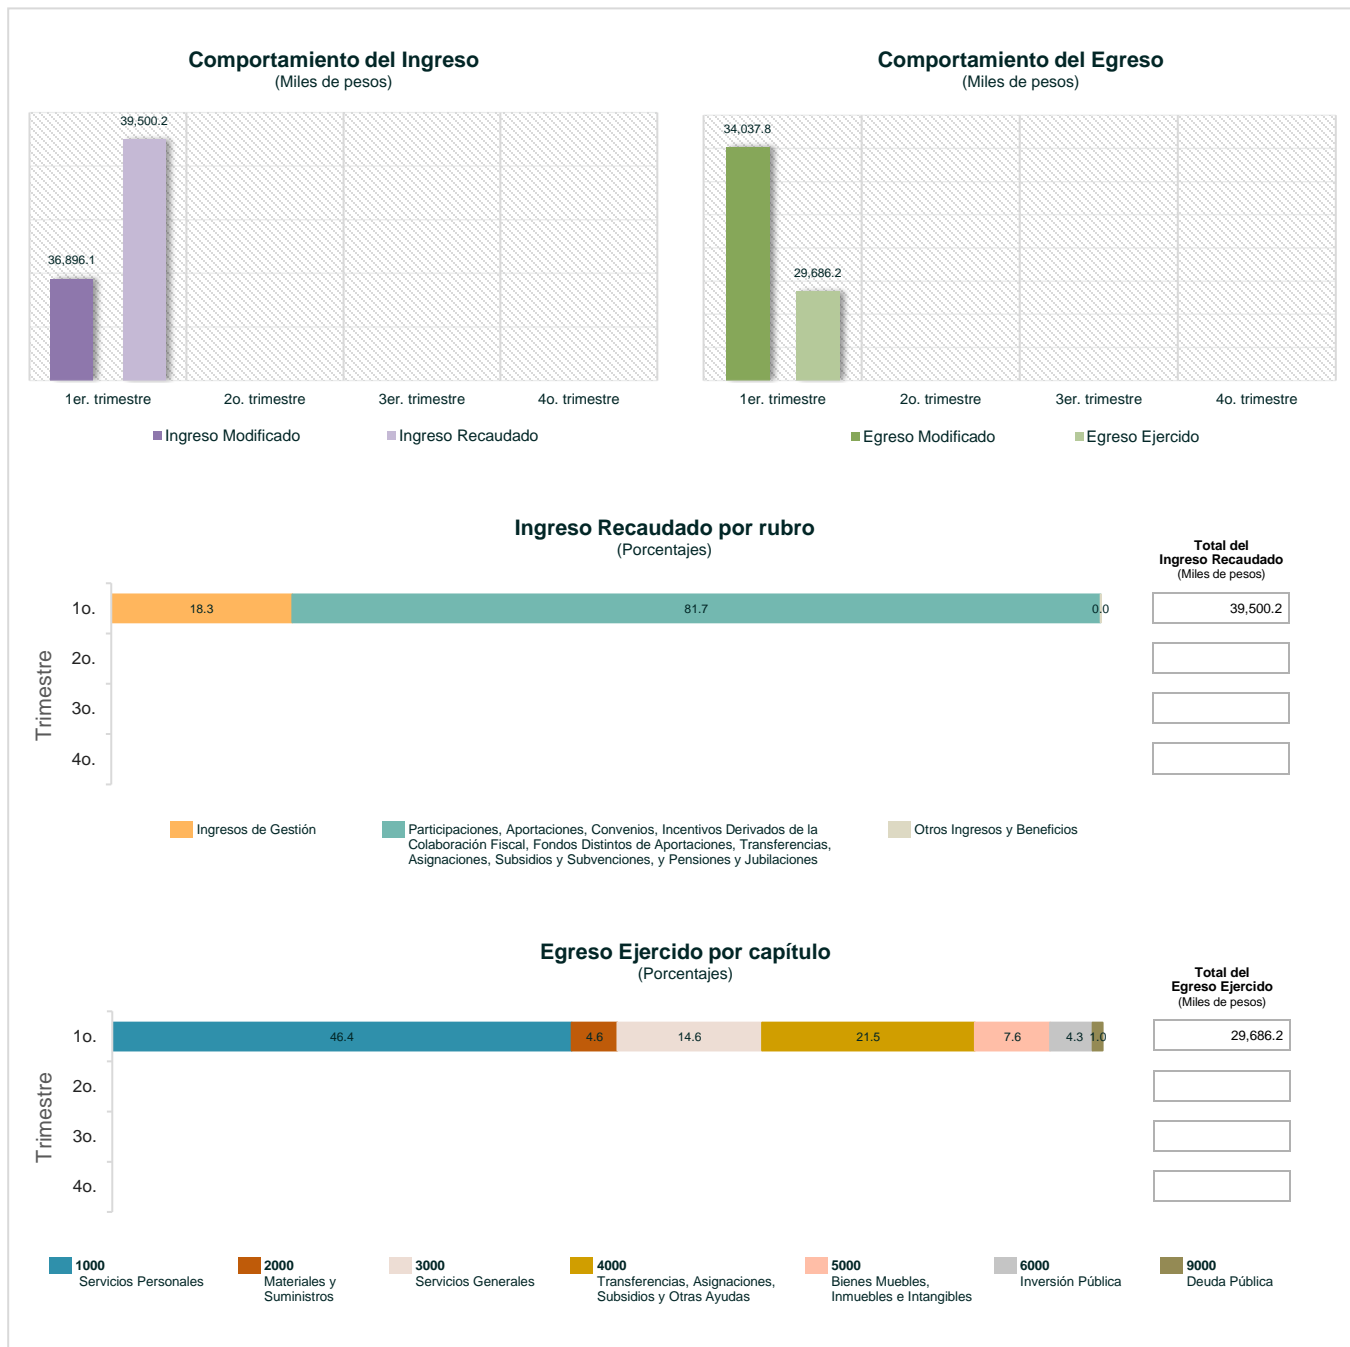 Comportamiento del Ingreso
(Miles de pesos)
39,500.2
36,896.1
1er. trimestre 2o. trimestre 3er. trimestre 4o. trimestre
Ingreso Modificado Ingreso Recaudado
Comportamiento del Egreso
(Miles de pesos)
34,037.8
29,686.2
1er. trimestre 2o. trimestre 3er. trimestre 4o. trimestre
Egreso Modificado Egreso Ejercido
Ingreso Recaudado por rubro
(Porcentajes)
Total del
Ingreso Recaudado
(Miles de pesos)
Trimestre
1o. 18.3 81.7 0.0 39,500.2
2o.
3o.
4o.
Ingresos de Gestión
Participaciones, Aportaciones, Convenios, Incentivos Derivados de la
Colaboración Fiscal, Fondos Distintos de Aportaciones, Transferencias,
Asignaciones, Subsidios y Subvenciones, y Pensiones y Jubilaciones
Otros Ingresos y Beneficios
Egreso Ejercido por capítulo
(Porcentajes)
Total del
Egreso Ejercido
(Miles de pesos)
Trimestre
1o. 46.4 4.6 14.6 21.5 7.6 4.3 1.0 29,686.2
2o.
3o.
4o.
1000
Servicios Personales
2000
Materiales y
Suministros
3000
Servicios Generales
4000
Transferencias, Asignaciones,
Subsidios y Otras Ayudas
5000
Bienes Muebles,
Inmuebles e Intangibles
6000
Inversión Pública
9000
Deuda Pública